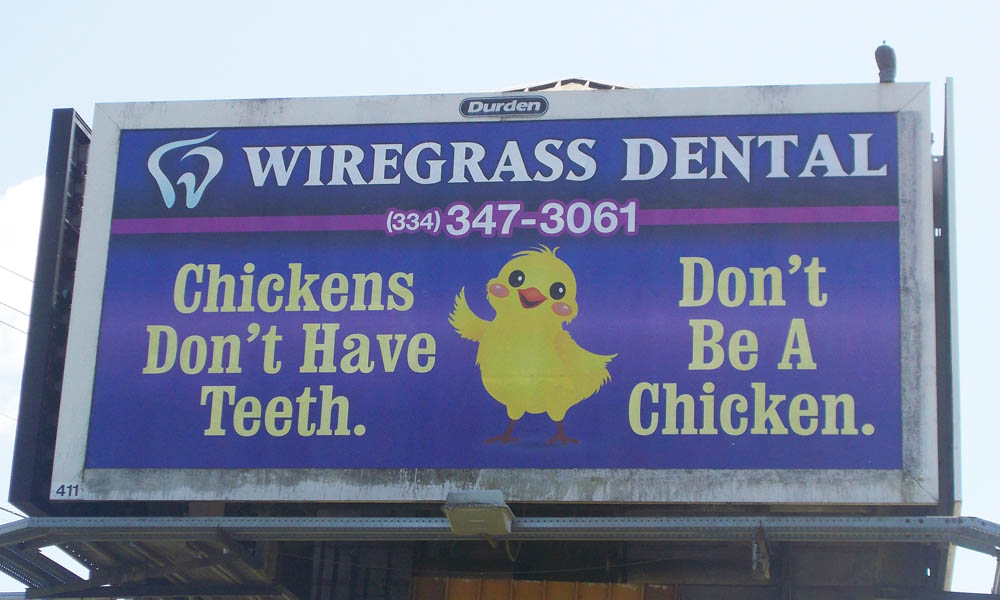 Durden
WIREGRASS DENTAL
(334) 347-3061
Chickens
Don't Have
Teeth.
Don't
Be A
Chicken.
411